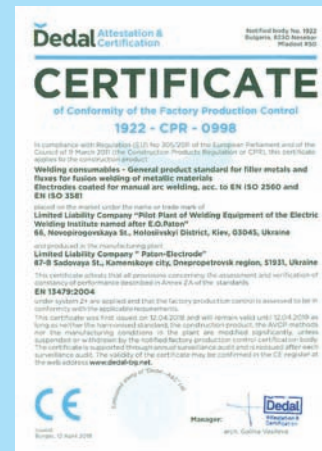 Dedal Attestation &
Certification
Notified body No. 1922
Bulgaria, 8230 Nesebar
Mladost №50
CERTIFICATE
of Conformity of the Factory Production Control
1922 - CPR - 0998
In compliance with Regulation (EU) No 305/2011 of the European Parliament and of the
Council of 9 March 2011 (the Construction Products Regulation or CPR), this certificate
applies to the construction product
Welding consumables - General product standard for filler metals and
fluxes for fusion welding of metallic materials
Electrodes coated for manual arc welding, acc. to EN ISO 2560 and
EN ISO 3581
placed on the market under the name or trade mark of
Limited Liability Company "Pilot Plant of Welding Equipment of the Electric
Welding Institute named after E.O.Paton"
66, Novopirogovskaya St., Holosiivskyi District, Kiev, 03045, Ukraine
and produced in the manufacturing plant
Limited Liability Company " Paton-Electrode"
87-B Sadovaya St., Kamenskoye city, Dnepropetrovsk region, 51931, Ukraine
This certificate attests that all provisions concerning the assessment and verification of
constancy of performance described in Annex ZA of the standards
EN 13479:2004
under system 2+ are applied and that the factory production control is assessed to be in
conformity with the applicable requirements.
This certificate was first issued on 12.04.2018 and will remain valid until 12.04.2019 as
long as neither the harmonised standard, the construction product, the AVCP methods
nor the manufacturing conditions in the plant are modified significantly, unless
suspended or withdrawn by the notified factory production control certification body.
The certificate is supported through annual surveillance audit and is reissued after each
surveillance audit. The validity of the certificate may be confirmed in the CE register at
the web address www.dedal-bg.net.
CE
Manager:
Dedal
Attestation &
Certification
Issued
Burgas, 12 April 2018
arch. Galina